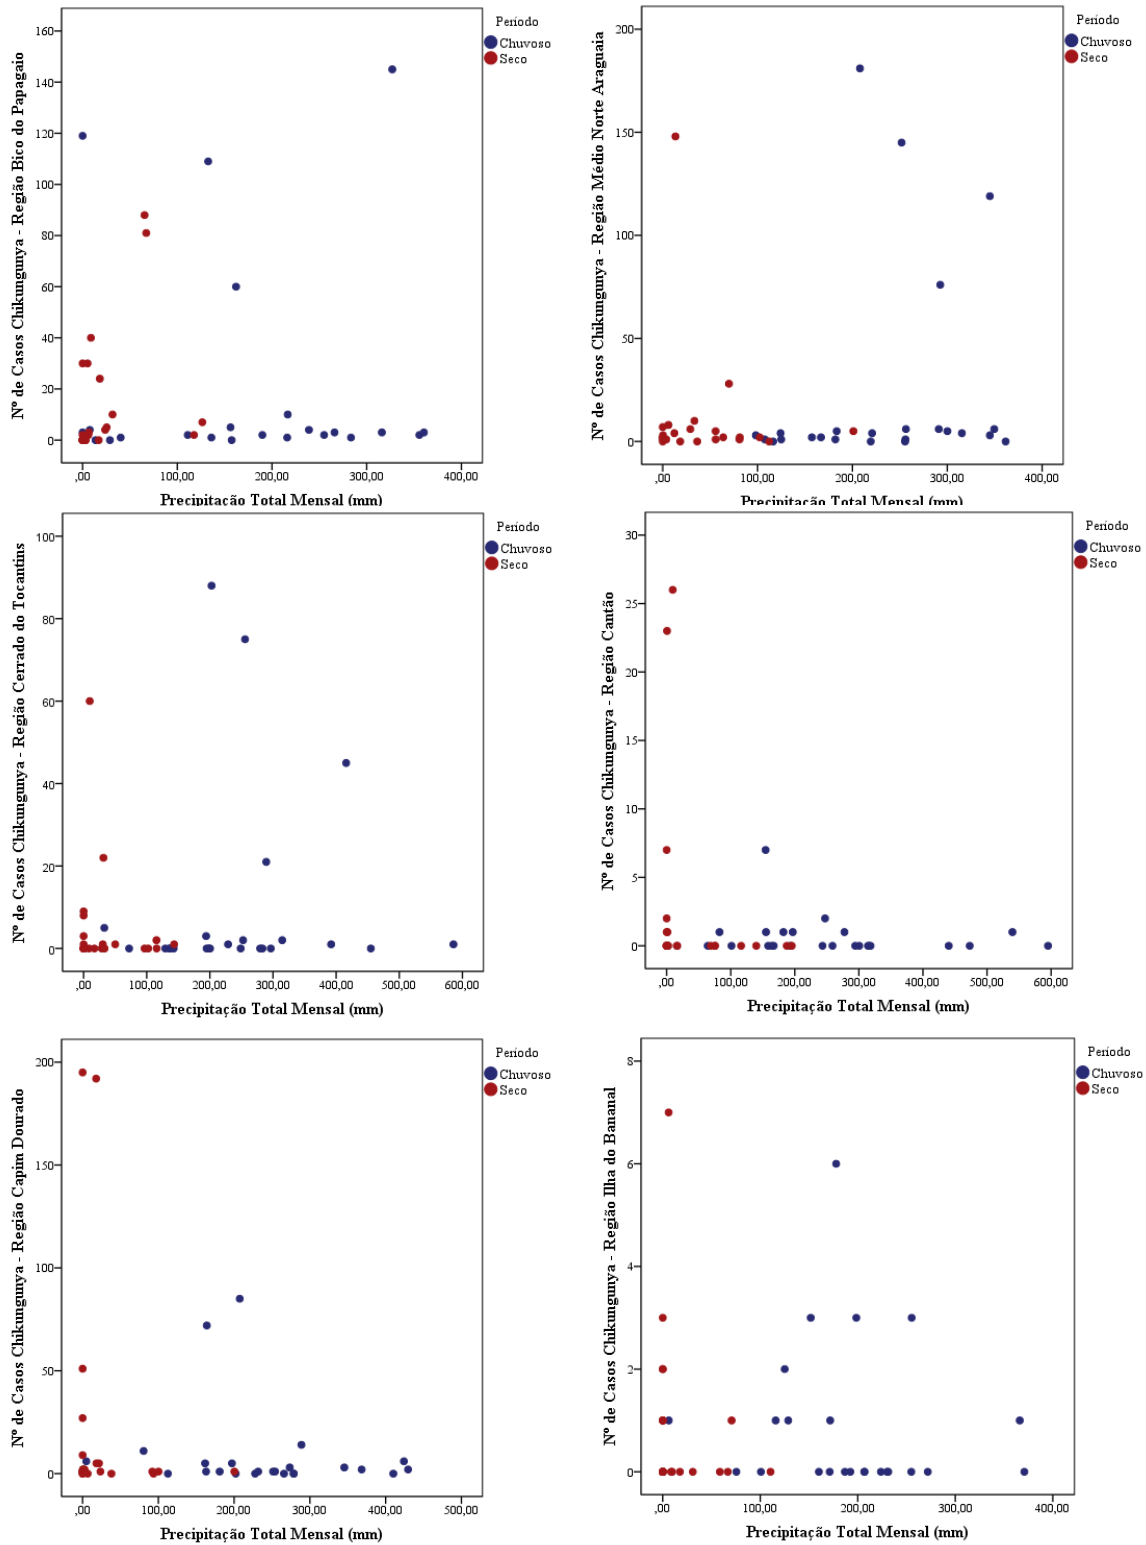 Nº de Casos Chikungunya - Região Bico do Papagaio
160
140
120
100
80
60
40
20
0
,00
100,00
200,00
300,00
400,00
Precipitação Total Mensal (mm)
Período
Chuvoso
Seco
Nº de Casos Chikungunya - Região Médio Norte Araguaia
200
150
100
50
0
,00
100,00
200,00
300,00
400,00
Precipitação Total Mensal (mm)
Período
Chuvoso
Seco
Nº de Casos Chikungunya - Região Cerrado do Tocantins
100
80
60
40
20
0
,00
100,00
200,00
300,00
400,00
500,00
600,00
Precipitação Total Mensal (mm)
Período
Chuvoso
Seco
Nº de Casos Chikungunya - Região Cantão
30
25
20
15
10
5
0
,00
100,00
200,00
300,00
400,00
500,00
600,00
Precipitação Total Mensal (mm)
Período
Chuvoso
Seco
Nº de Casos Chikungunya - Região Capim Dourado
200
150
100
50
0
,00
100,00
200,00
300,00
400,00
500,00
Precipitação Total Mensal (mm)
Período
Chuvoso
Seco
Nº de Casos Chikungunya - Região Ilha do Bananal
8
6
4
2
0
,00
100,00
200,00
300,00
400,00
Precipitação Total Mensal (mm)
Período
Chuvoso
Seco